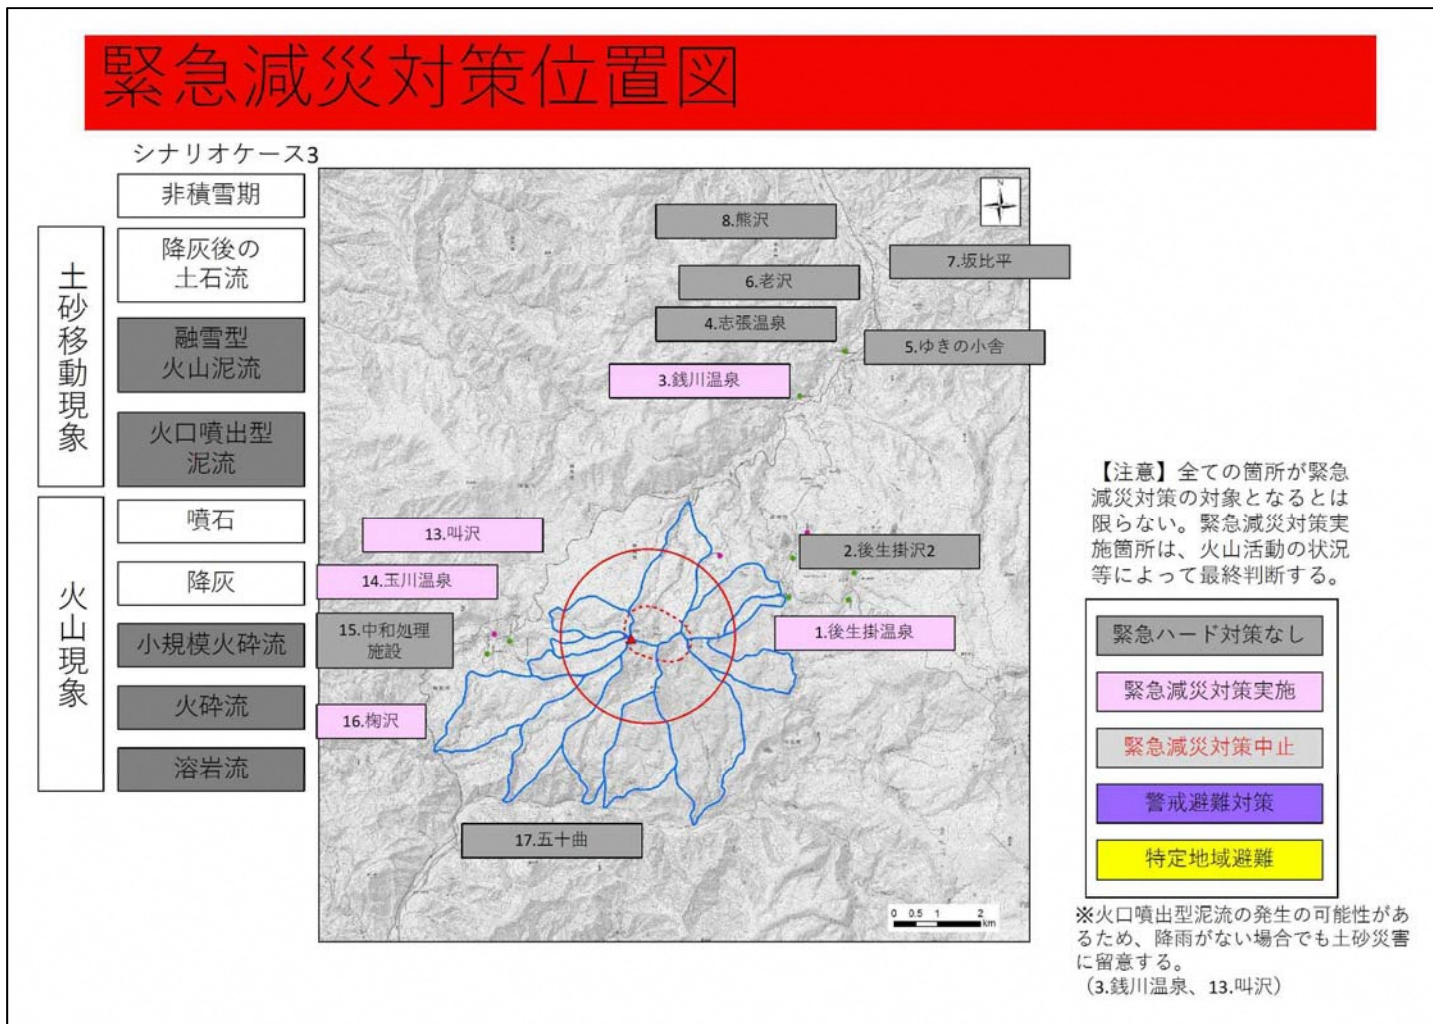 緊急減災対策位置図
シナリオケース3
非積雪期
土砂移動現象
降灰後の
土石流
融雪型
火山泥流
火口噴出型
泥流
火山現象
噴石
降灰
小規模火砕流
火砕流
溶岩流
N
8.熊沢
7.坂比平
6.老沢
4.志張温泉
5.ゆきの小舎
3.銭川温泉
13.叫沢
2.後生掛沢2
14.玉川温泉
15.中和処理
施設
1.後生掛温泉
16.椈沢
17.五十曲
0 0.5 1 2
km
【注意】全ての箇所が緊急
減災対策の対象となるとは
限らない。緊急減災対策実
施箇所は、火山活動の状況
等によって最終判断する。
緊急ハード対策なし
緊急減災対策実施
緊急減災対策中止
警戒避難対策
特定地域避難
※火口噴出型泥流の発生の可能性があ
るため、降雨がない場合でも土砂災害
に留意する。
（3.銭川温泉、13.叫沢）